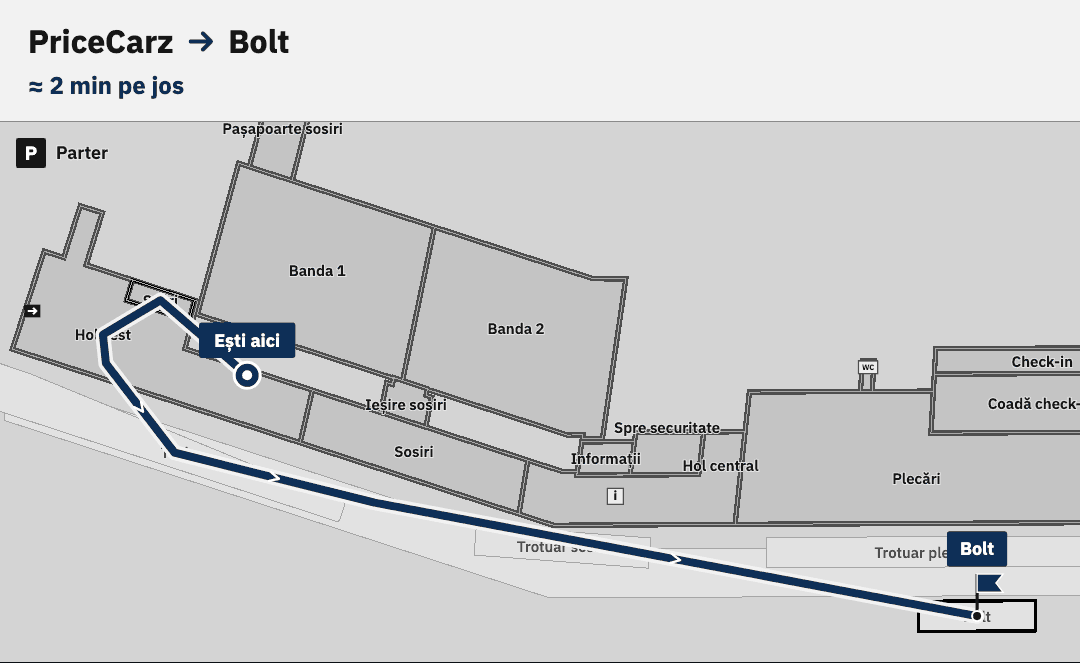 PriceCarz → Bolt
≈ 2 min pe jos
P Parter
Pașapoarte sosiri
Banda 1
Banda 2
Ești aici
wc
Check-in
Coadă check-
Ieșire sosiri
Spre securitate
Sosiri
Informații
Hol central
i
Plecări
Trotuar
Trotuar
Bolt